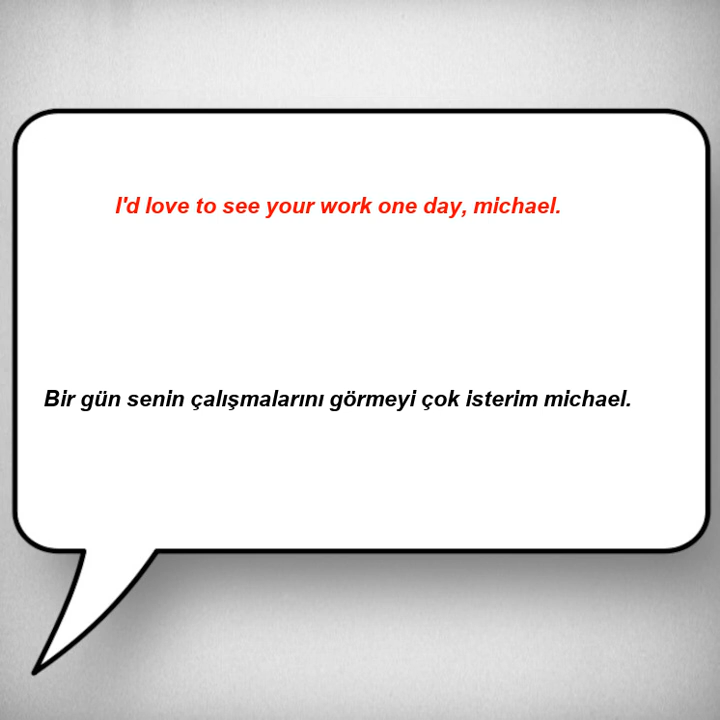 I'd love to see your work one day, michael.
Bir gün senin çalışmalarını görmeyi çok isterim michael.